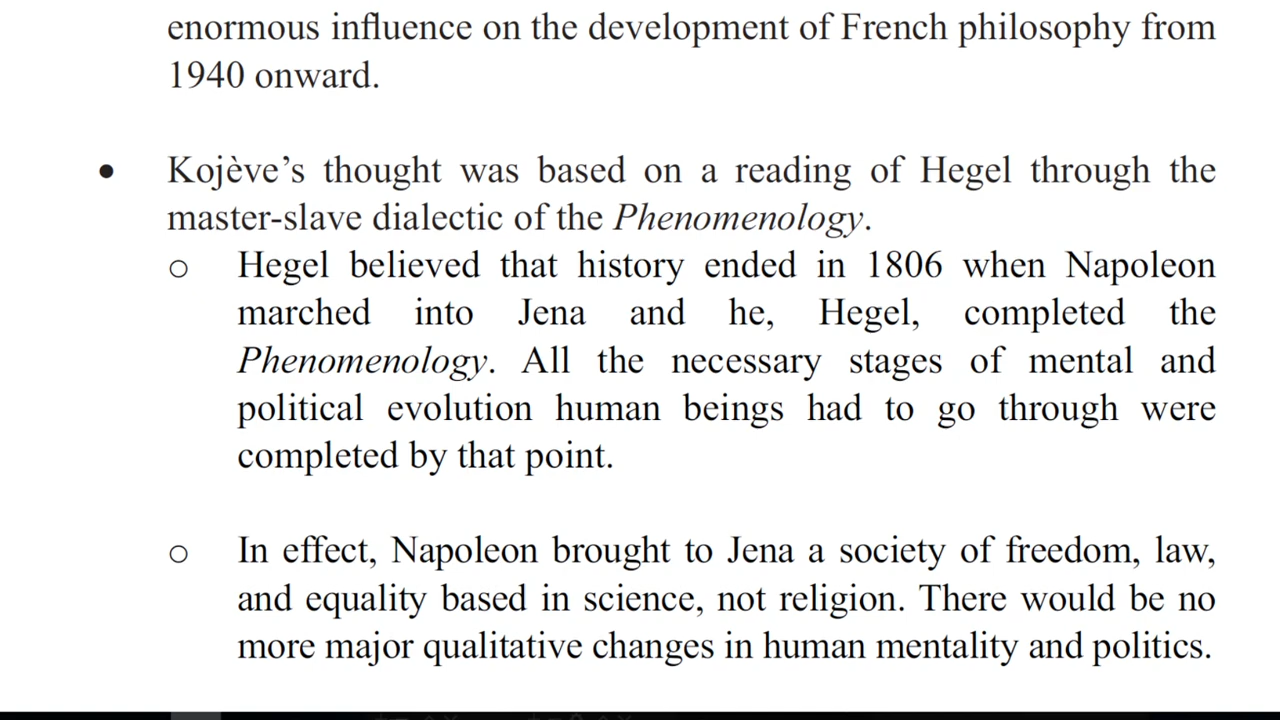 enormous influence on the development of French philosophy from
1940 onward.
• Kojève’s thought was based on a reading of Hegel through the
master-slave dialectic of the Phenomenology.
o Hegel believed that history ended in 1806 when Napoleon
marched into Jena and he, Hegel, completed the
Phenomenology. All the necessary stages of mental and
political evolution human beings had to go through were
completed by that point.
o In effect, Napoleon brought to Jena a society of freedom, law,
and equality based in science, not religion. There would be no
more major qualitative changes in human mentality and politics.